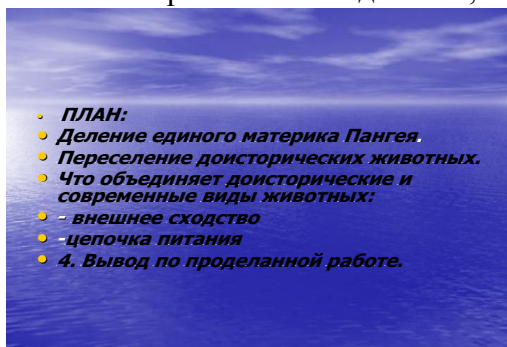 • ПЛАН:
• Деление единого материка Пангея.
• Переселение доисторических животных.
• Что объединяет доисторические и
современные виды животных:
• - внешнее сходство
• -цепочка питания
• 4. Вывод по проделанной работе.